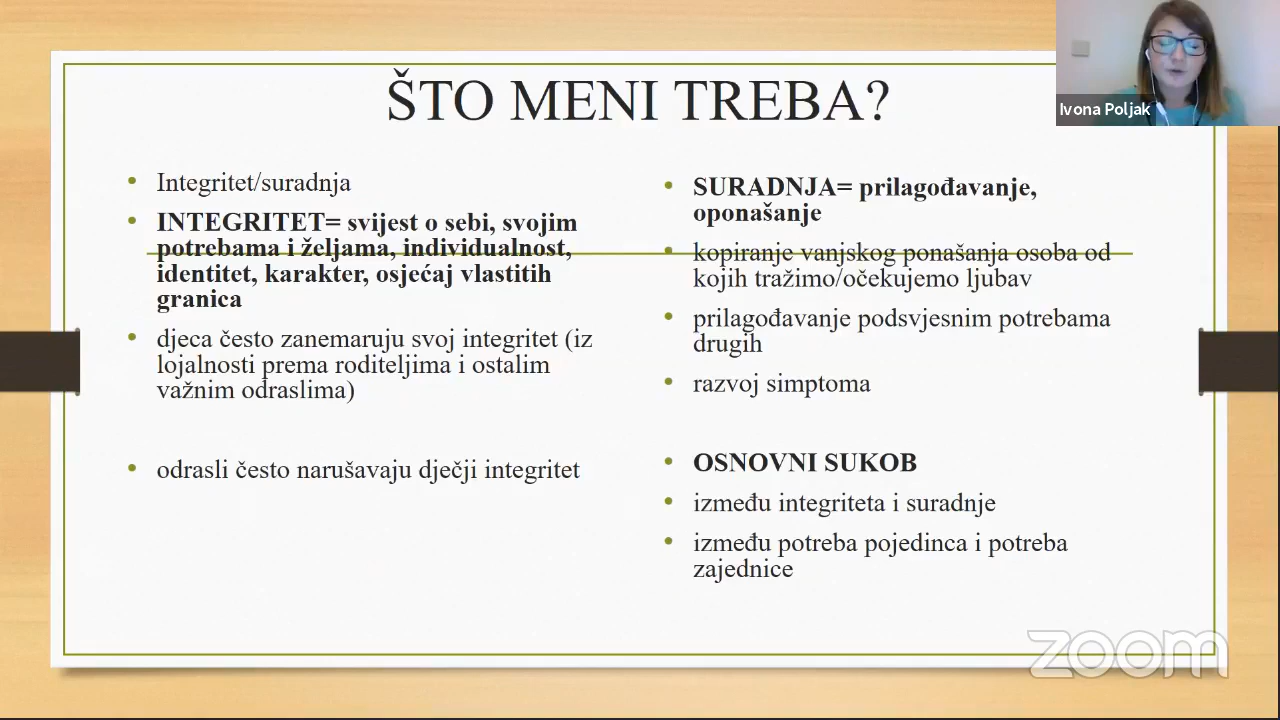 ŠTO MENI TREBA?
Ivona Poljak
Integritet/suradnja
INTEGRITET= svijest o sebi, svojim
potrebama i željama, individualnost,
identitet, karakter, osjećaj vlastitih
granica
djeca često zanemaruju svoj integritet (iz
lojalnosti prema roditeljima i ostalim
važnim odraslima)
odrasli često narušavaju dječji integritet
SURADNJA= prilagođavanje,
oponašanje
kopiranje vanjskog ponašanja osoba od
kojih tražimo/očekujemo ljubav
prilagođavanje podsvjesnim potrebama
drugih
razvoj simptoma
OSNOVNI SUKOB
između integriteta i suradnje
između potreba pojedinca i potreba
zajednice
zoom